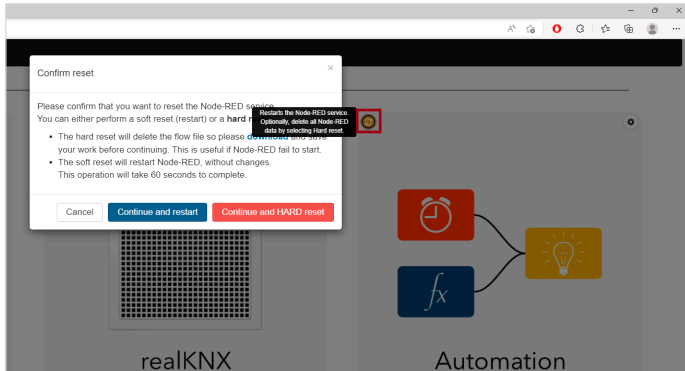 Confirm reset
×
Please confirm that you want to reset the Node-RED service.
You can either perform a soft reset (restart) or a hard
Restarts the Node-RED service.
Optionally, delete all Node-RED
data by selecting Hard reset.
The hard reset will delete the flow file so please download and save
your work before continuing. This is useful if Node-RED fail to start.
The soft reset will restart Node-RED, without changes.
This operation will take 60 seconds to complete.
Cancel
Continue and restart
Continue and HARD reset
fx
realKNX
Automation